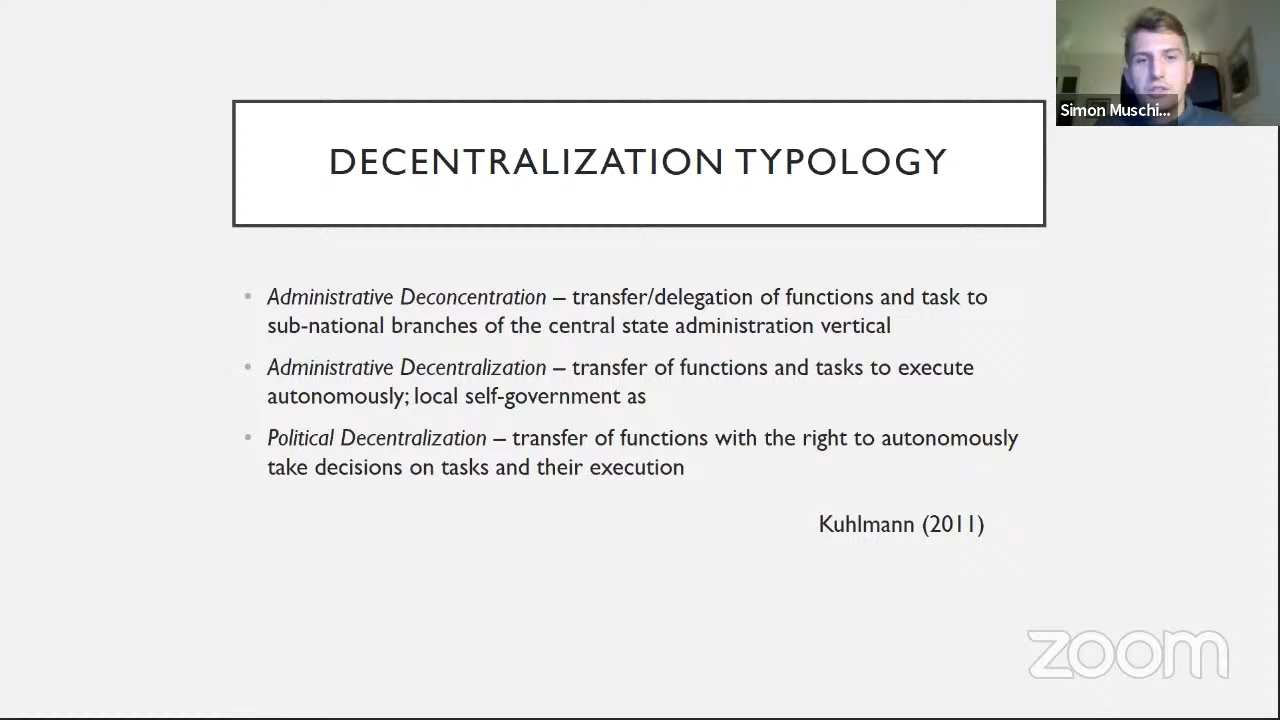 Simon Muschi...
DECENTRALIZATION TYPOLOGY
• Administrative Deconcentration – transfer/delegation of functions and task to
sub-national branches of the central state administration vertical
• Administrative Decentralization – transfer of functions and tasks to execute
autonomously; local self-government as
• Political Decentralization – transfer of functions with the right to autonomously
take decisions on tasks and their execution
Kuhlmann (2011)
zoom